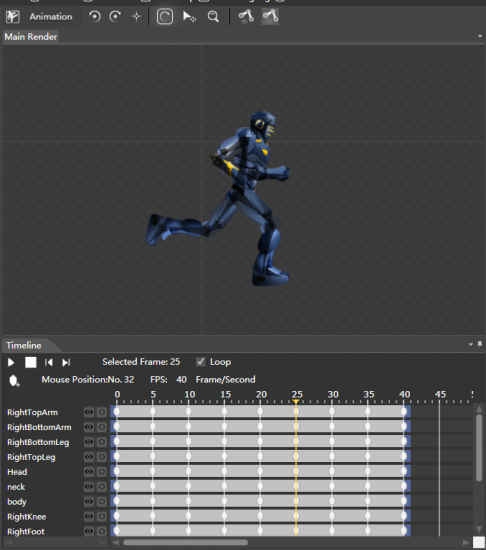 Animation
Main Render
Timeline
Selected Frame: 25 Loop
Mouse Position:No. 32 FPS: 40 Frame/Second
0 5 10 15 20 25 30 35 40 45
RightTopArm
RightBottomArm
RightBottomLeg
RightTopLeg
Head
neck
body
RightKnee
RightFoot